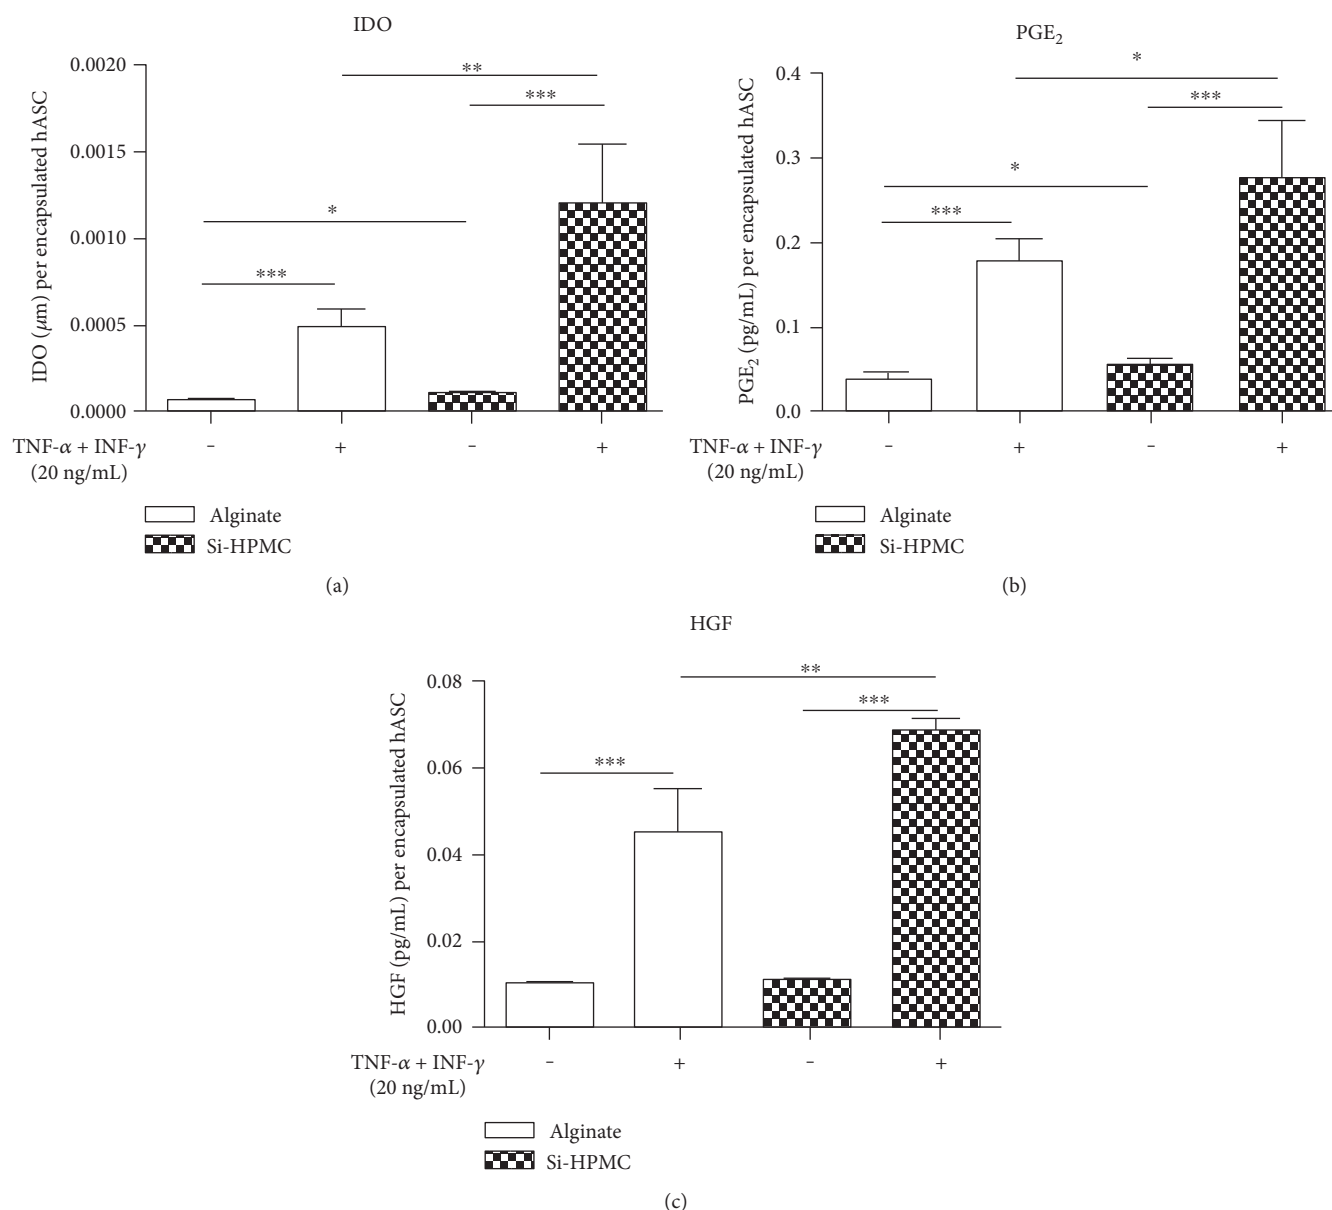 IDO
IDO (μm) per encapsulated hASC
0.0020
0.0015
0.0010
0.0005
0.0000
**
***
*
***
TNF-α + INF-γ
(20 ng/mL)
- + - +
Alginate
Si-HPMC
(a)
PGE₂
PGE₂ (pg/mL) per encapsulated hASC
0.4
0.3
0.2
0.1
0.0
*
***
*
***
TNF-α + INF-γ
(20 ng/mL)
- + - +
Alginate
Si-HPMC
(b)
HGF
HGF (pg/mL) per encapsulated hASC
0.08
0.06
0.04
0.02
0.00
**
***
***
TNF-α + INF-γ
(20 ng/mL)
- + - +
Alginate
Si-HPMC
(c)